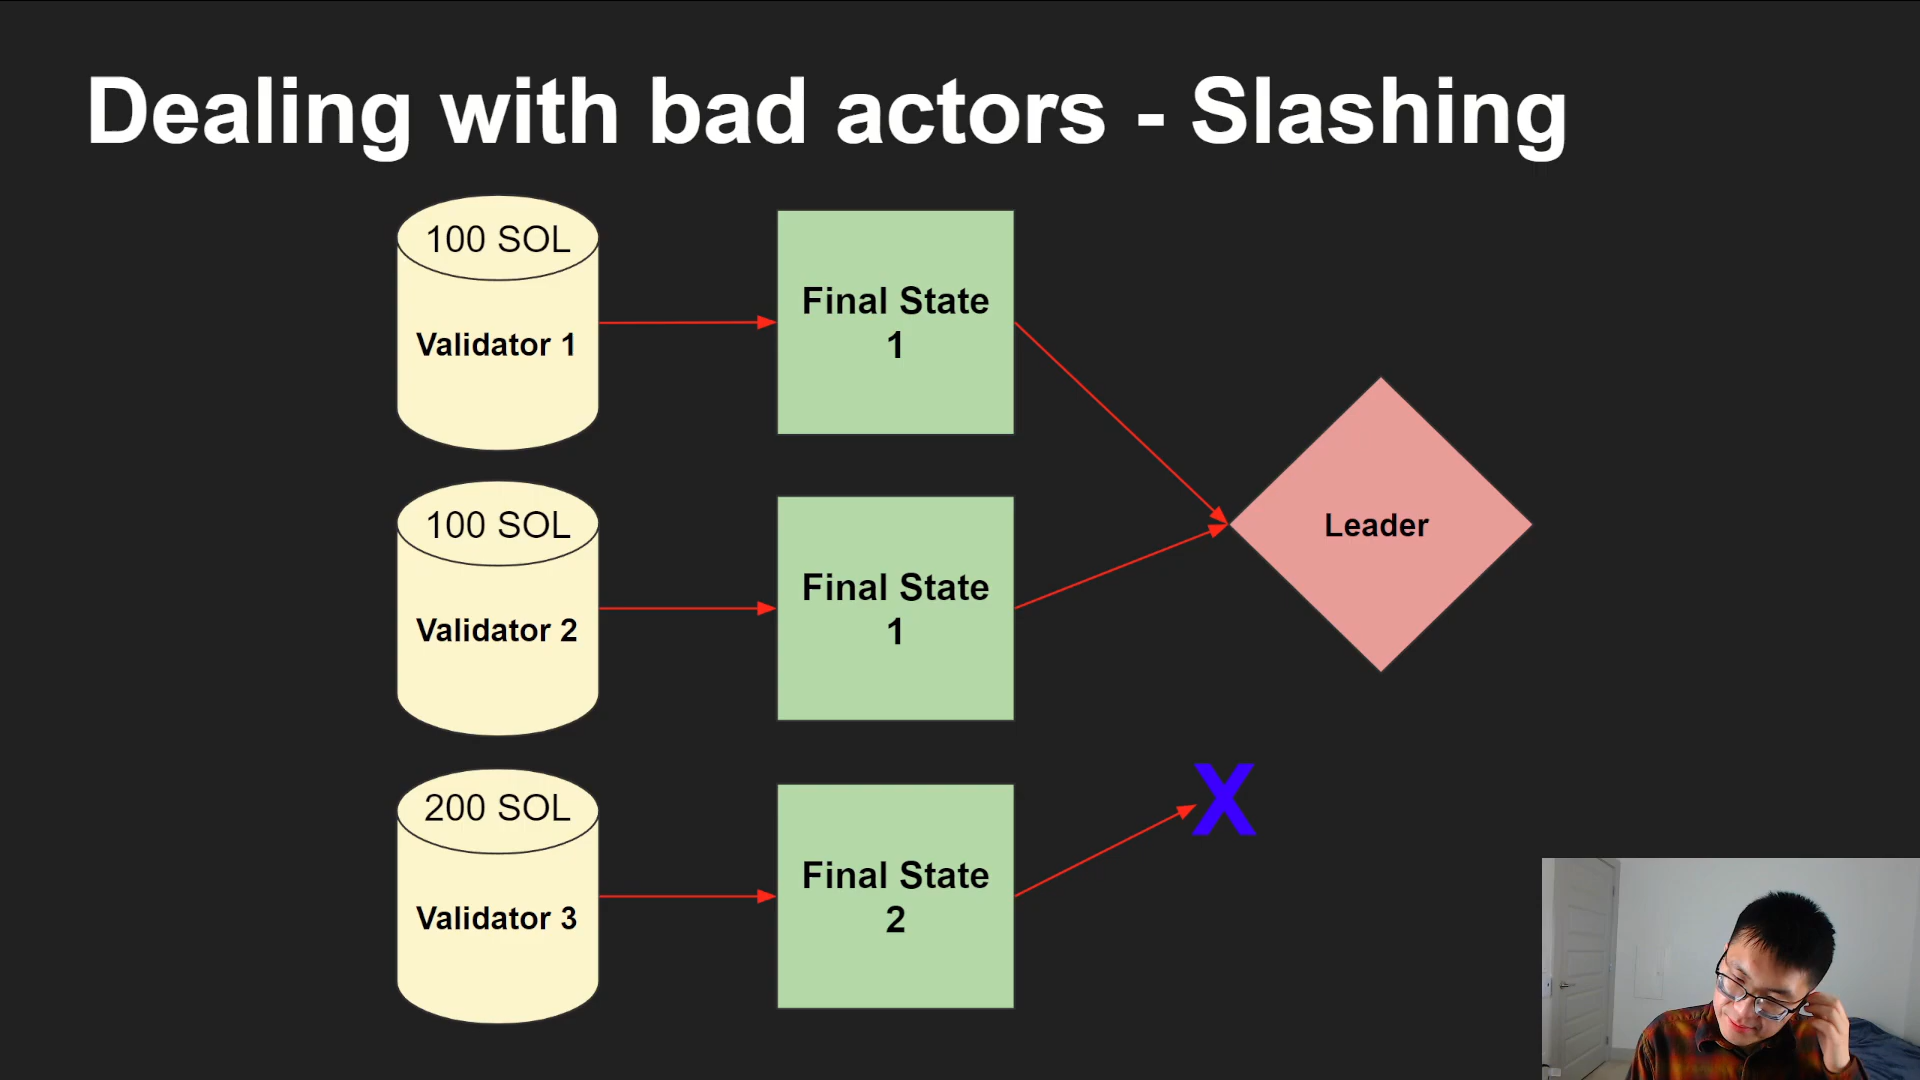 Dealing with bad actors - Slashing
100 SOL
Validator 1
Final State
1
100 SOL
Validator 2
Final State
1
Leader
200 SOL
Validator 3
Final State
2
X